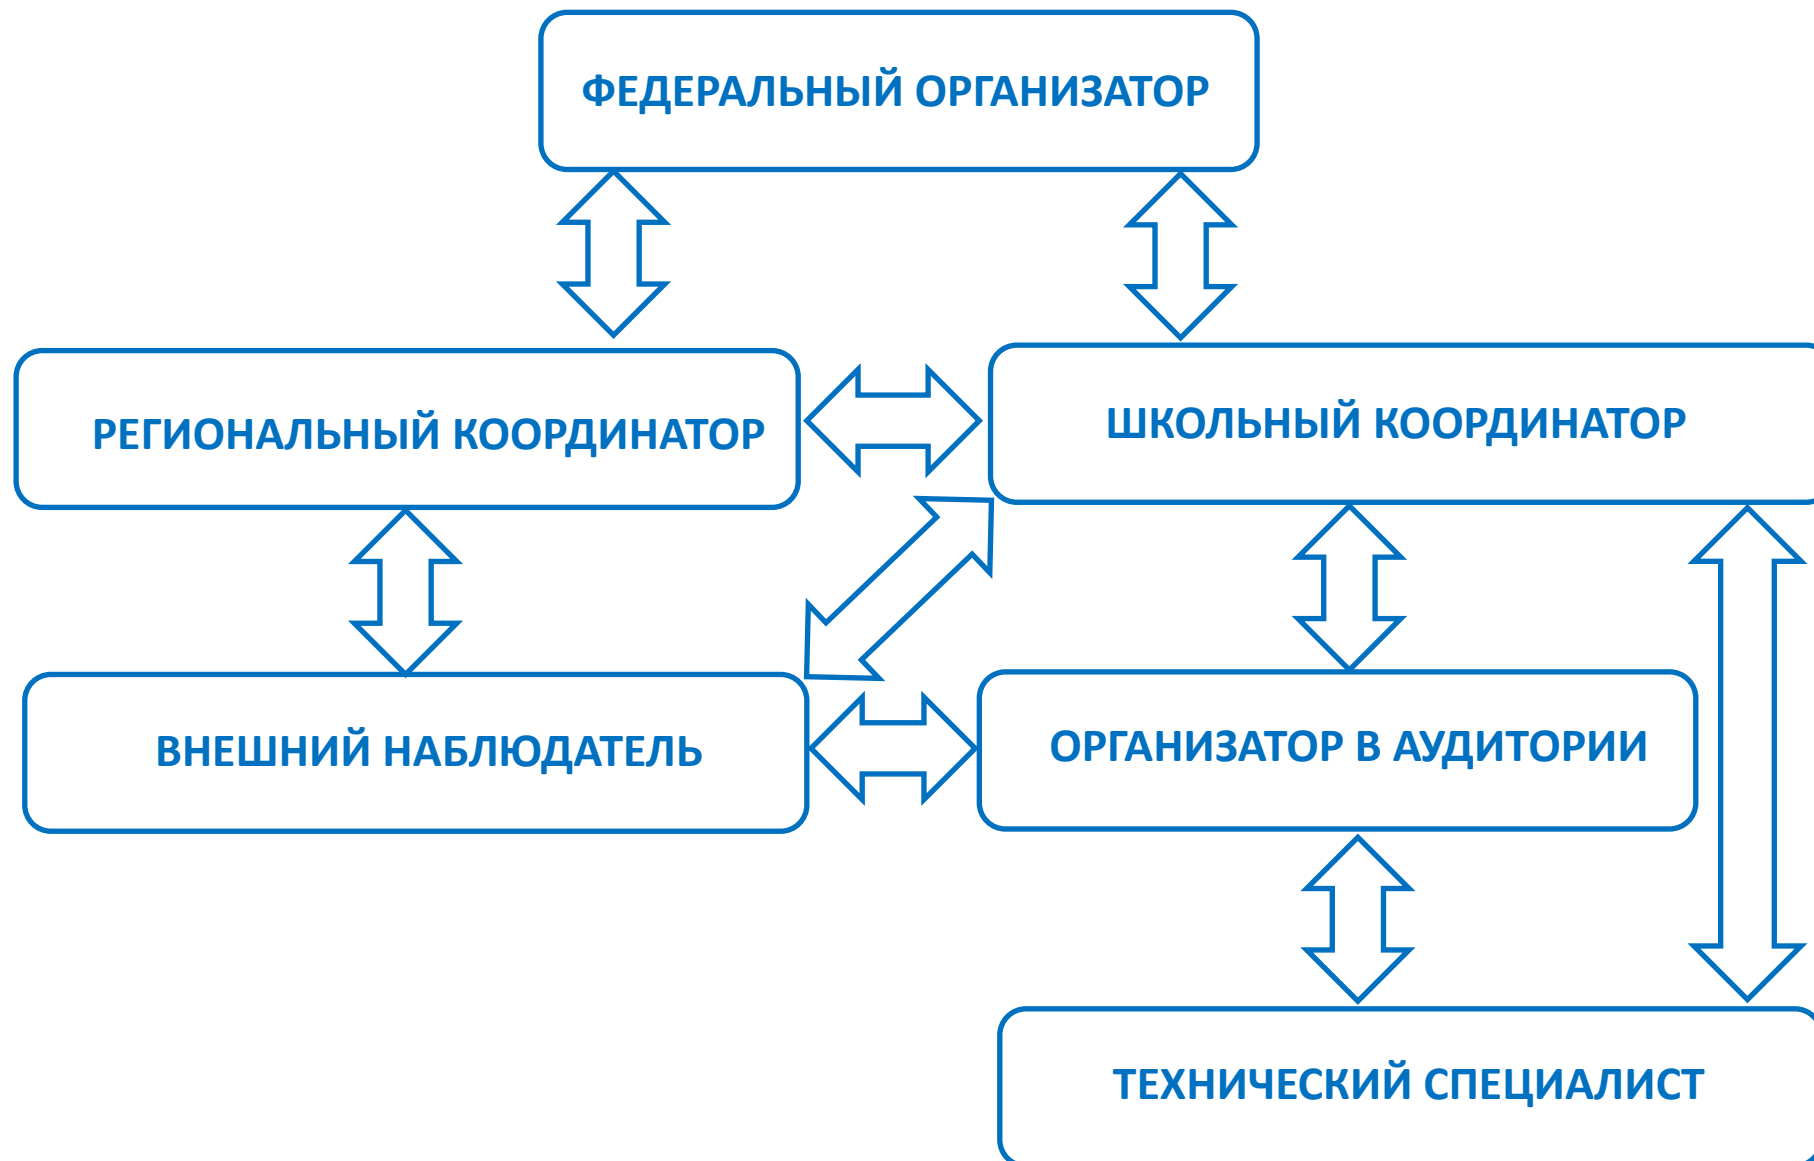 ФЕДЕРАЛЬНЫЙ ОРГАНИЗАТОР
РЕГИОНАЛЬНЫЙ КООРДИНАТОР
ШКОЛЬНЫЙ КООРДИНАТОР
ВНЕШНИЙ НАБЛЮДАТЕЛЬ
ОРГАНИЗАТОР В АУДИТОРИИ
ТЕХНИЧЕСКИЙ СПЕЦИАЛИСТ